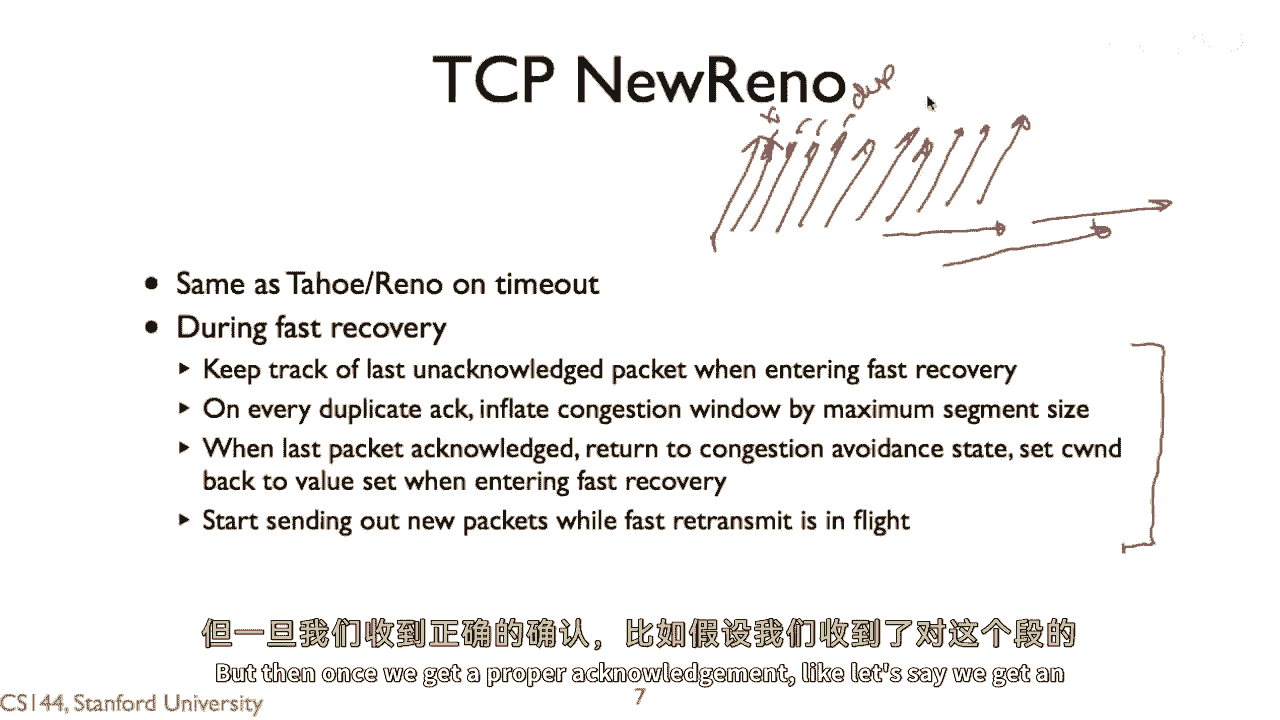 TCP NewReno
dup
• Same as Tahoe/Reno on timeout
• During fast recovery
‣ Keep track of last unacknowledged packet when entering fast recovery
‣ On every duplicate ack, inflate congestion window by maximum segment size
‣ When last packet acknowledged, return to congestion avoidance state, set cwnd
back to value set when entering fast recovery
‣ Start sending out new packets while fast retransmit is in flight
但一旦我们收到正确的确认，比如假设我们收到了对这个段的
But then once we get a proper acknowledgement, like let's say we get an
CS144, Stanford University
7